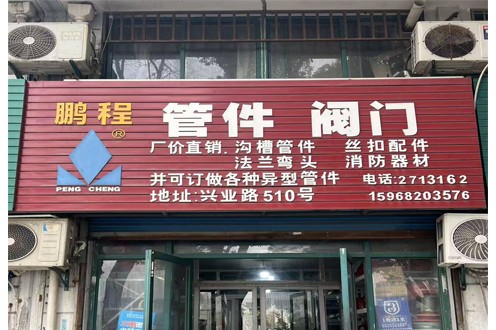 鹏程®
PENG CHENG
管件 阀门
厂价直销,沟槽管件 丝扣配件
法兰弯头 消防器材
并可订做各种异型管件 电话:2713162
地址:兴业路510号 15968203576